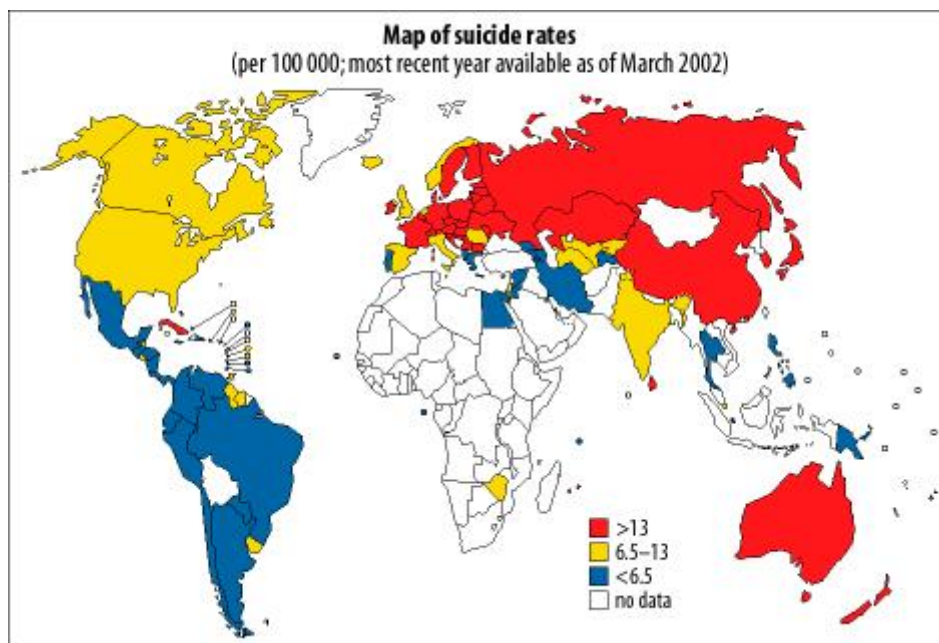 Map of suicide rates
(per 100 000; most recent year available as of March 2002)
>13
6.5–13
<6.5
no data